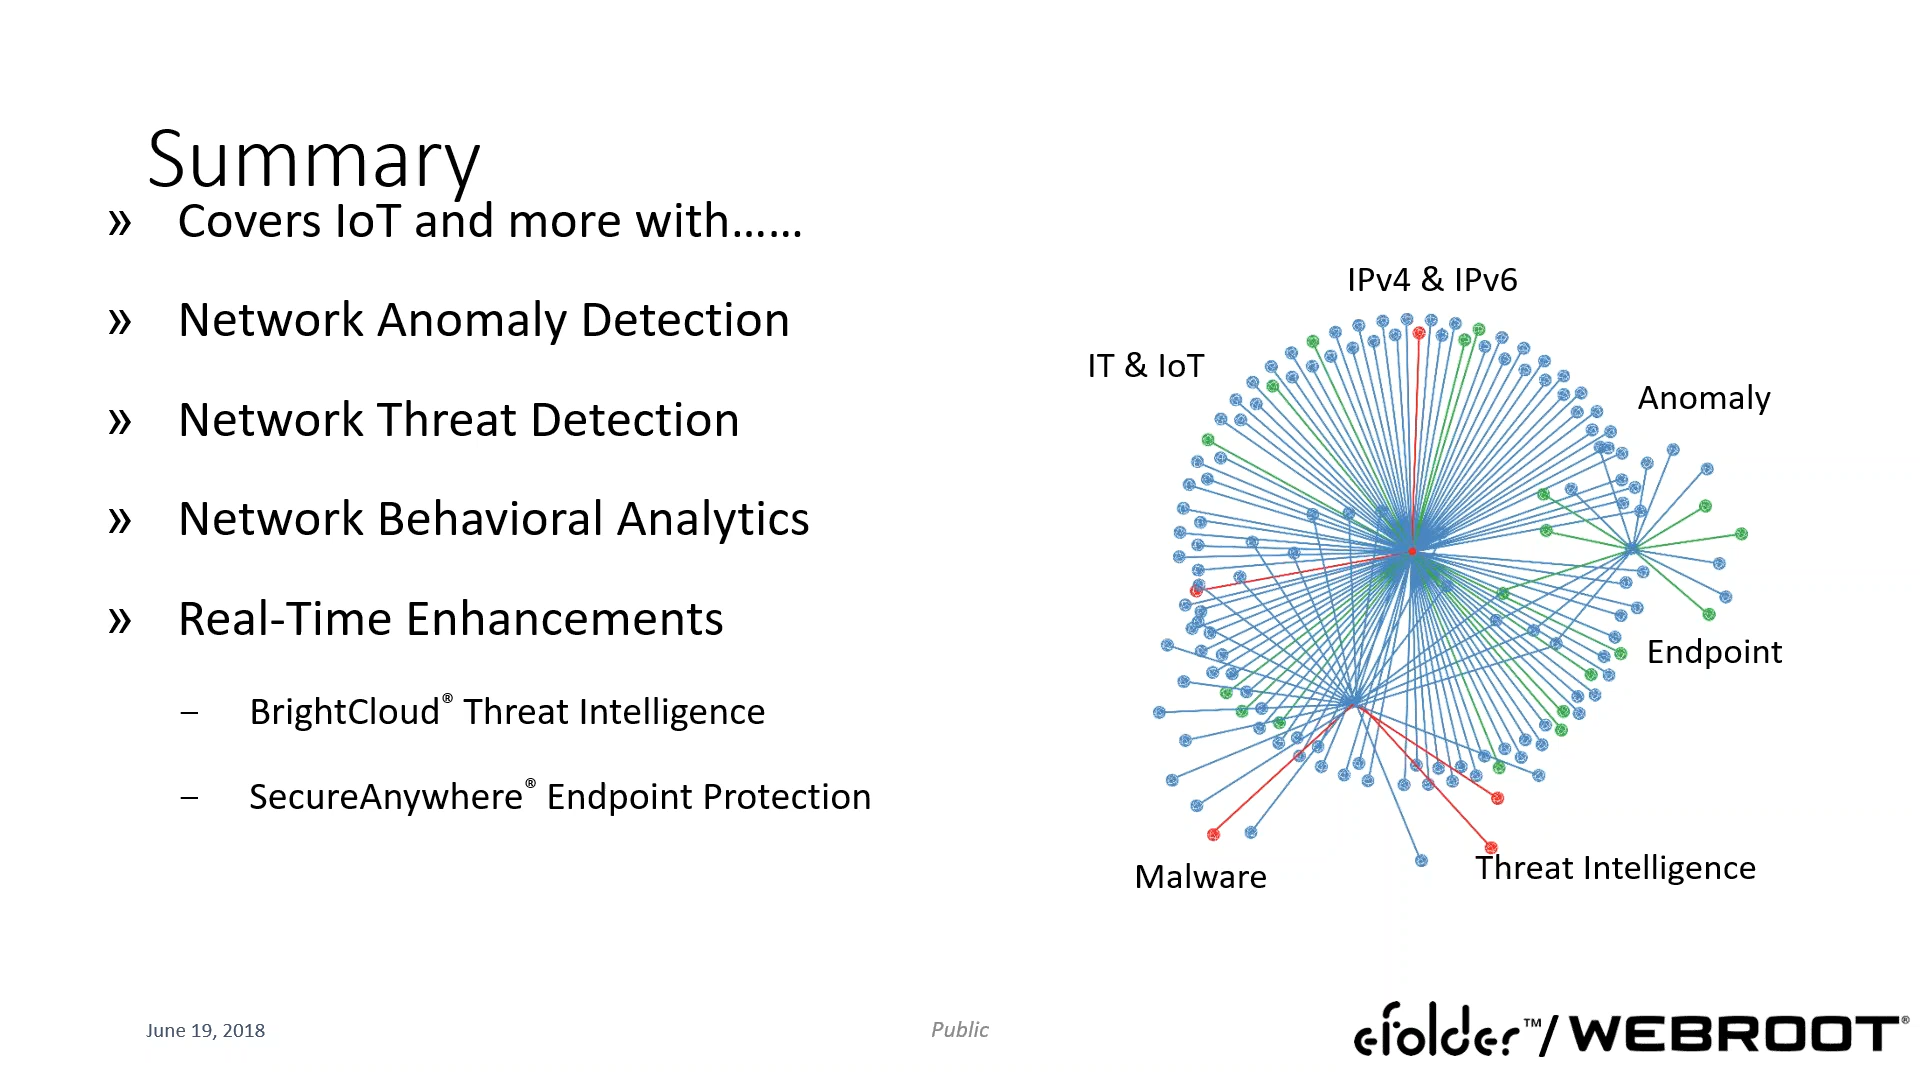 Summary
» Covers IoT and more with……
» Network Anomaly Detection
» Network Threat Detection
» Network Behavioral Analytics
» Real-Time Enhancements
– BrightCloud® Threat Intelligence
– SecureAnywhere® Endpoint Protection
IPv4 & IPv6
IT & IoT
Anomaly
Endpoint
Malware
Threat Intelligence
June 19, 2018
Public
efolder™/WEBROOT®